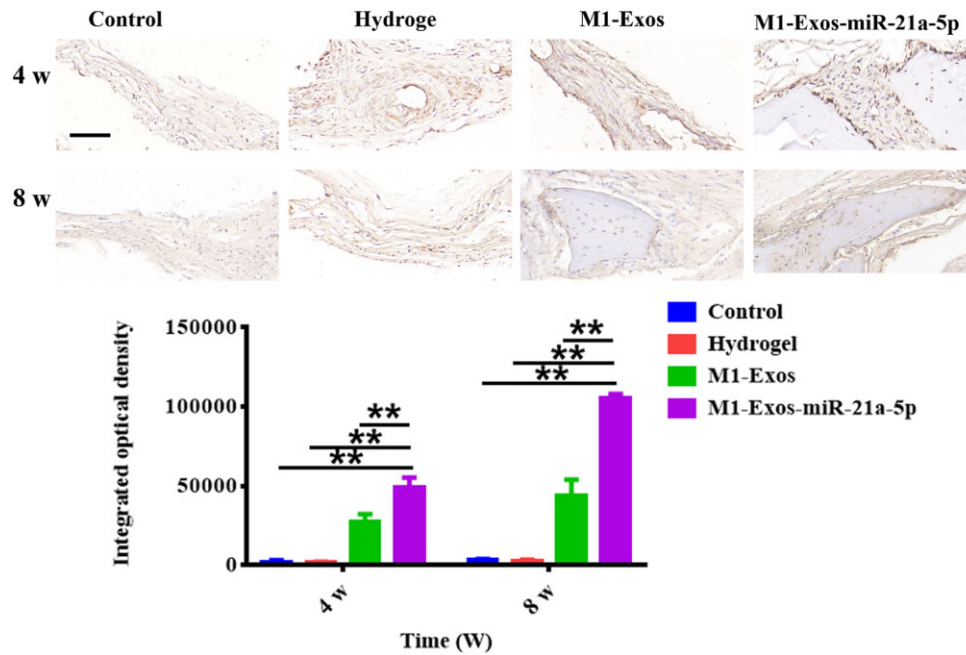 Control Hydroge M1-Exos M1-Exos-miR-21a-5p
4 w
8 w
Integrated optical density
150000
100000
50000
0
** ** **
** ** **
4 w 8 w
Time (W)
Control
Hydrogel
M1-Exos
M1-Exos-miR-21a-5p